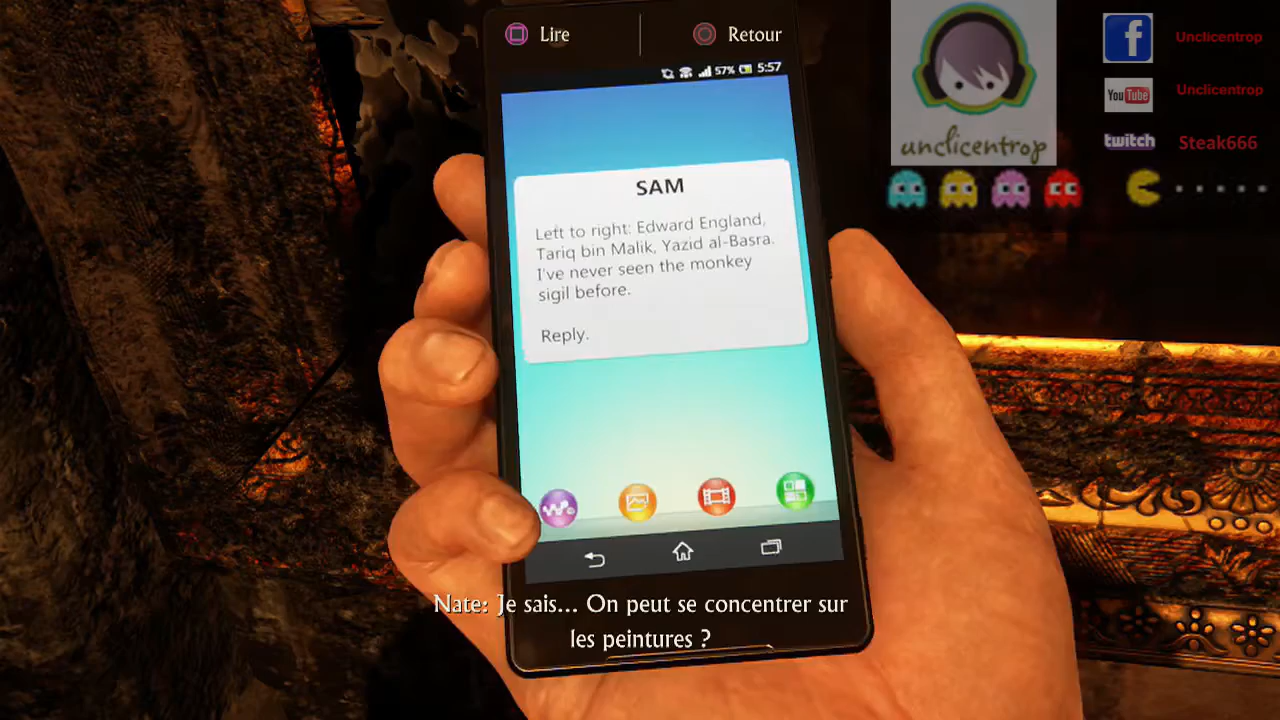 Lire
Retour
57% 5:57
SAM
Left to right: Edward England,
Tariq bin Malik, Yazid al-Basra.
I've never seen the monkey
sigil before.
Reply.
Nate: Je sais... On peut se concentrer sur
les peintures ?
unclicentrop
f Unclicentrop
YouTube Unclicentrop
twitch Steak666